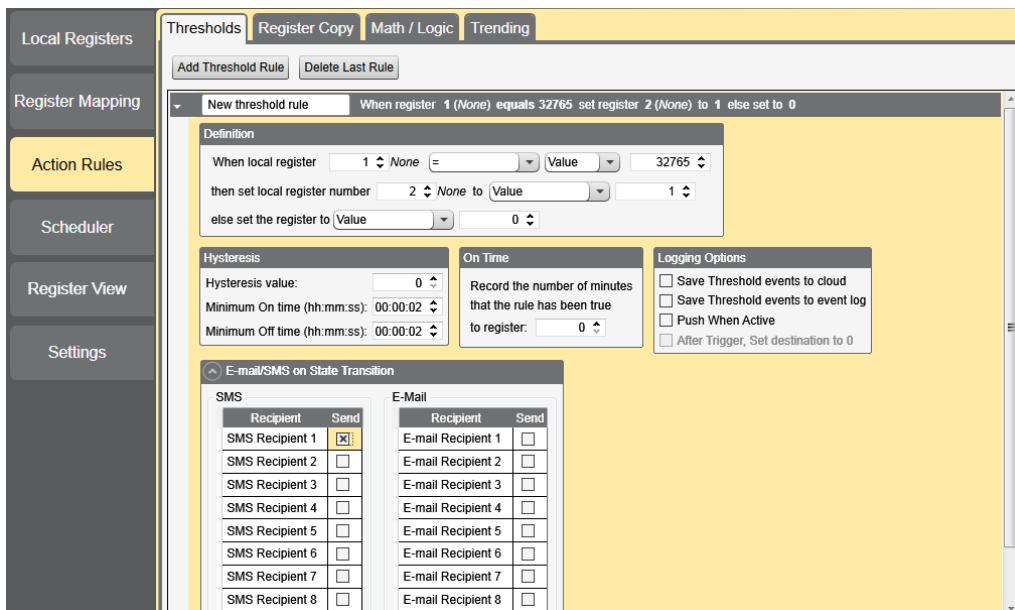 Local Registers
Register Mapping
Action Rules
Scheduler
Register View
Settings
Thresholds Register Copy Math / Logic Trending
Add Threshold Rule Delete Last Rule
New threshold rule When register 1 (None) equals 32765 set register 2 (None) to 1 else set to 0
Definition
When local register 1 None = Value 32765
then set local register number 2 None to Value 1
else set the register to Value 0
Hysteresis
Hysteresis value: 0
Minimum On time (hh:mm:ss): 00:00:02
Minimum Off time (hh:mm:ss): 00:00:02
On Time
Record the number of minutes
that the rule has been true
to register: 0
Logging Options
Save Threshold events to cloud
Save Threshold events to event log
Push When Active
After Trigger, Set destination to 0
E-mail/SMS on State Transition
SMS
Recipient Send
SMS Recipient 1
SMS Recipient 2
SMS Recipient 3
SMS Recipient 4
SMS Recipient 5
SMS Recipient 6
SMS Recipient 7
SMS Recipient 8
E-Mail
Recipient Send
E-mail Recipient 1
E-mail Recipient 2
E-mail Recipient 3
E-mail Recipient 4
E-mail Recipient 5
E-mail Recipient 6
E-mail Recipient 7
E-mail Recipient 8